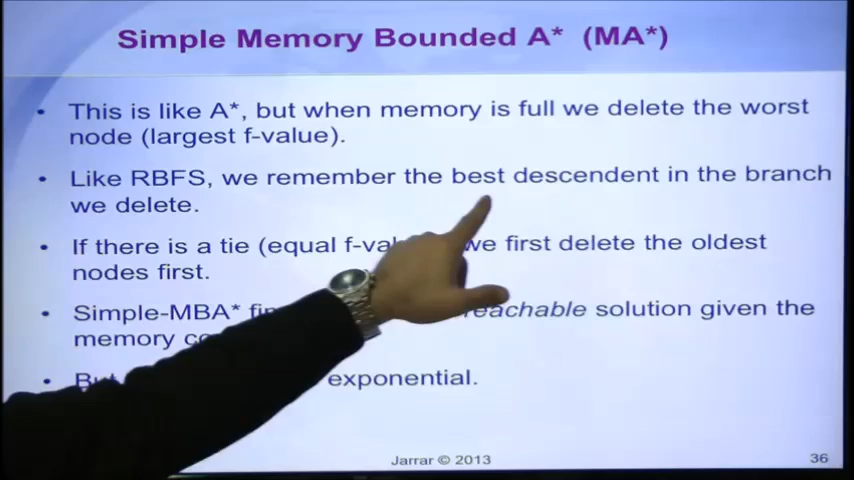 Simple Memory Bounded A* (MA*)
• This is like A*, but when memory is full we delete the worst
node (largest f-value).
• Like RBFS, we remember the best descendent in the branch
we delete.
• If there is a tie (equal we first delete the oldest
nodes first.
• Simple-MBA* reachable solution given the
memory
• exponential.
Jarrar © 2013
36